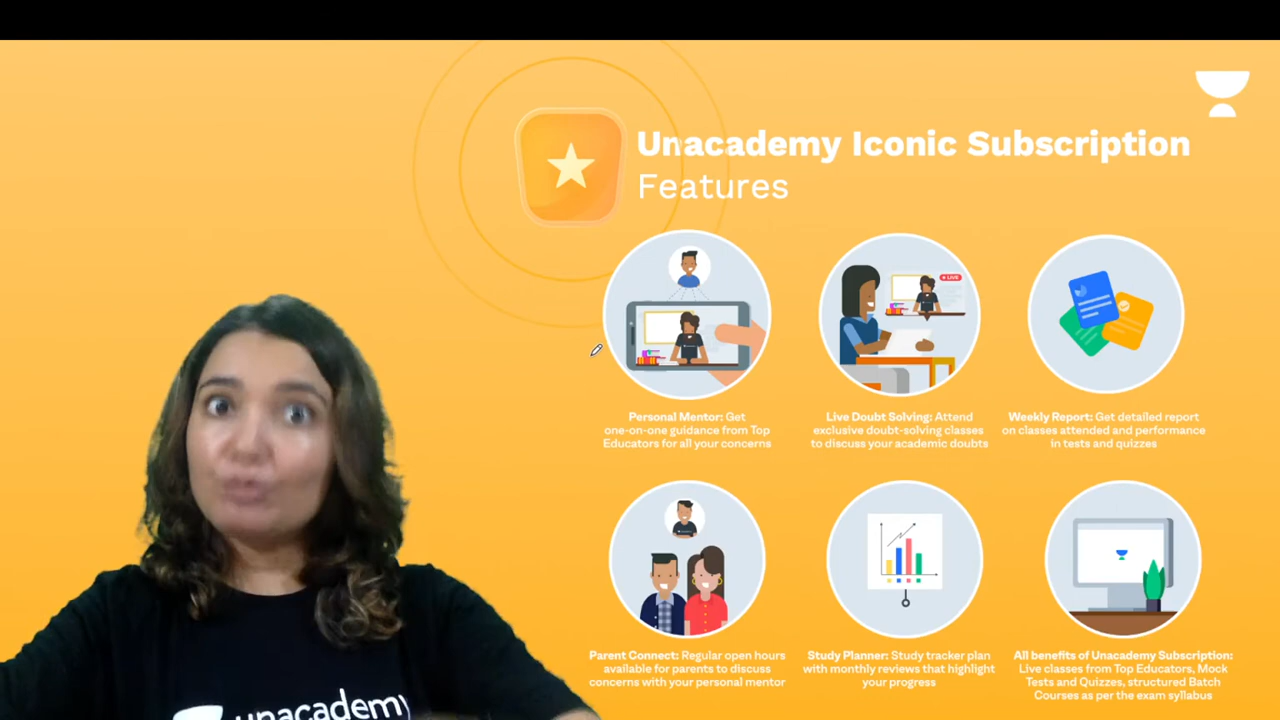 Unacademy Iconic Subscription
Features
LIVE
Personal Mentor: Get
one-on-one guidance from Top
Educators for all your concerns
Live Doubt Solving: Attend
exclusive doubt-solving classes
to discuss your academic doubts
Weekly Report: Get detailed report
on classes attended and performance
in tests and quizzes
Parent Connect: Regular open hours
available for parents to discuss
concerns with your personal mentor
Study Planner: Study tracker plan
with monthly reviews that highlight
your progress
All benefits of Unacademy Subscription:
Live classes from Top Educators, Mock
Tests and Quizzes, structured Batch
Courses as per the exam syllabus
unacademy